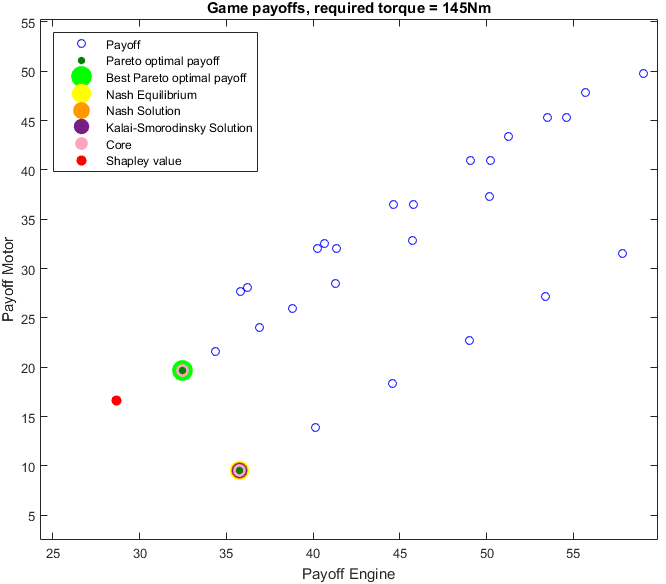 Game payoffs, required torque = 145Nm
Payoff
Pareto optimal payoff
Best Pareto optimal payoff
Nash Equilibrium
Nash Solution
Kalai-Smorodinsky Solution
Core
Shapley value
55
50
45
40
35
30
25
20
15
10
5
Payoff Motor
25 30 35 40 45 50 55
Payoff Engine